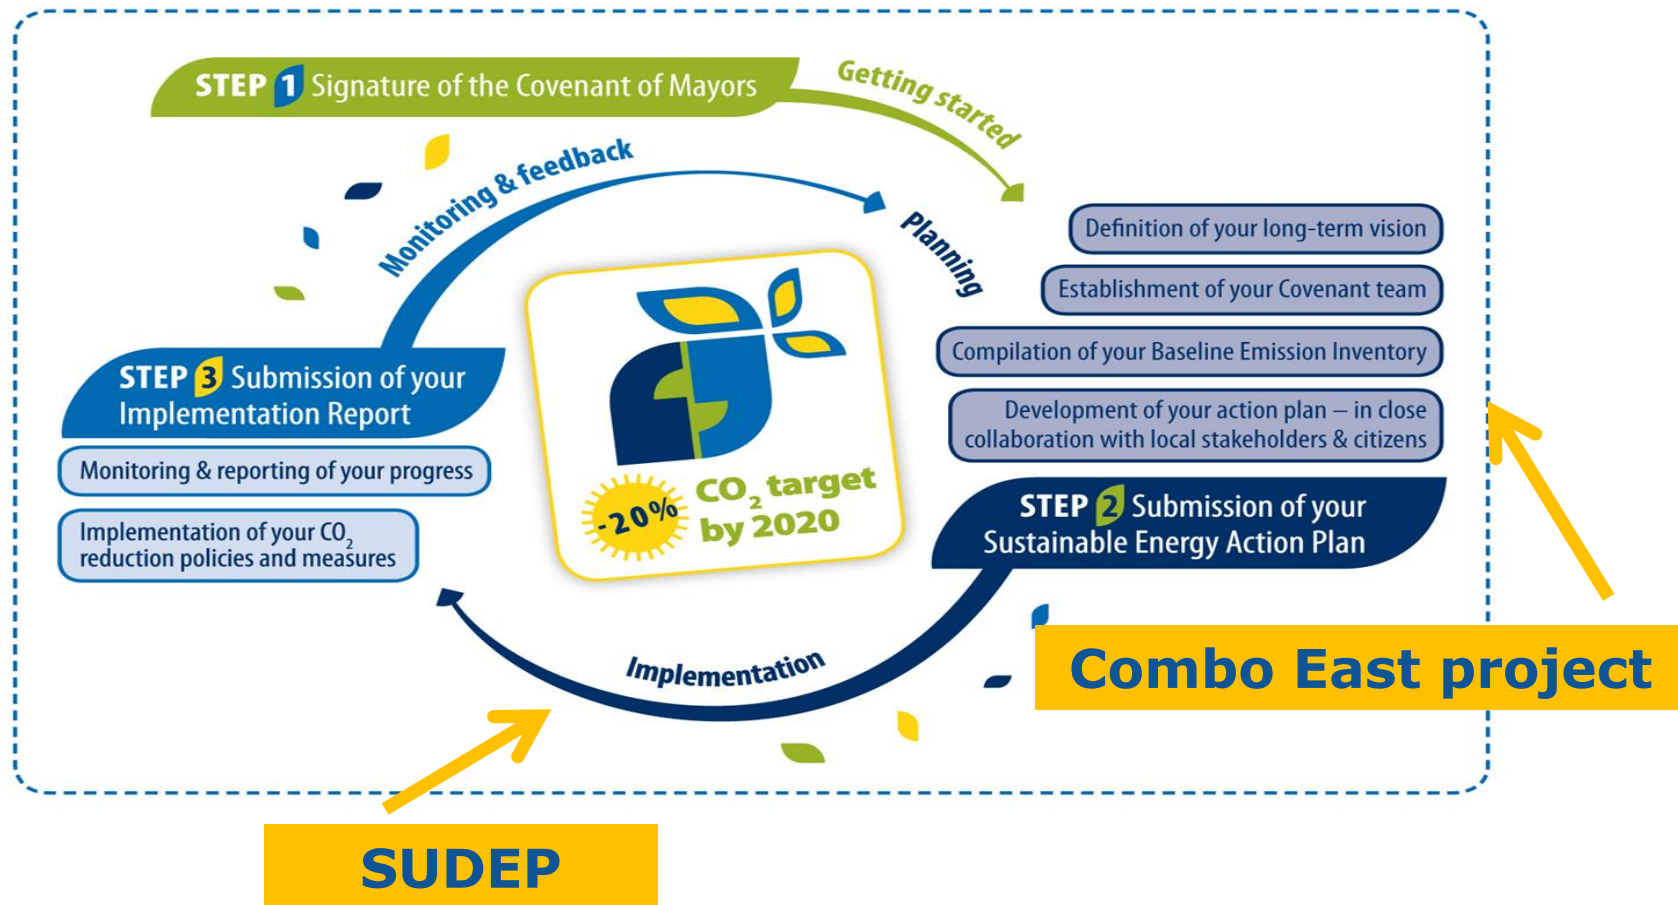 STEP 1 Signature of the Covenant of Mayors
Getting started
Monitoring & feedback
Planning
Definition of your long-term vision
Establishment of your Covenant team
Compilation of your Baseline Emission Inventory
Development of your action plan – in close
collaboration with local stakeholders & citizens
STEP 2 Submission of your
Sustainable Energy Action Plan
STEP 3 Submission of your
Implementation Report
Monitoring & reporting of your progress
Implementation of your CO₂
reduction policies and measures
-20%
CO₂ target
by 2020
Implementation
Combo East project
SUDEP